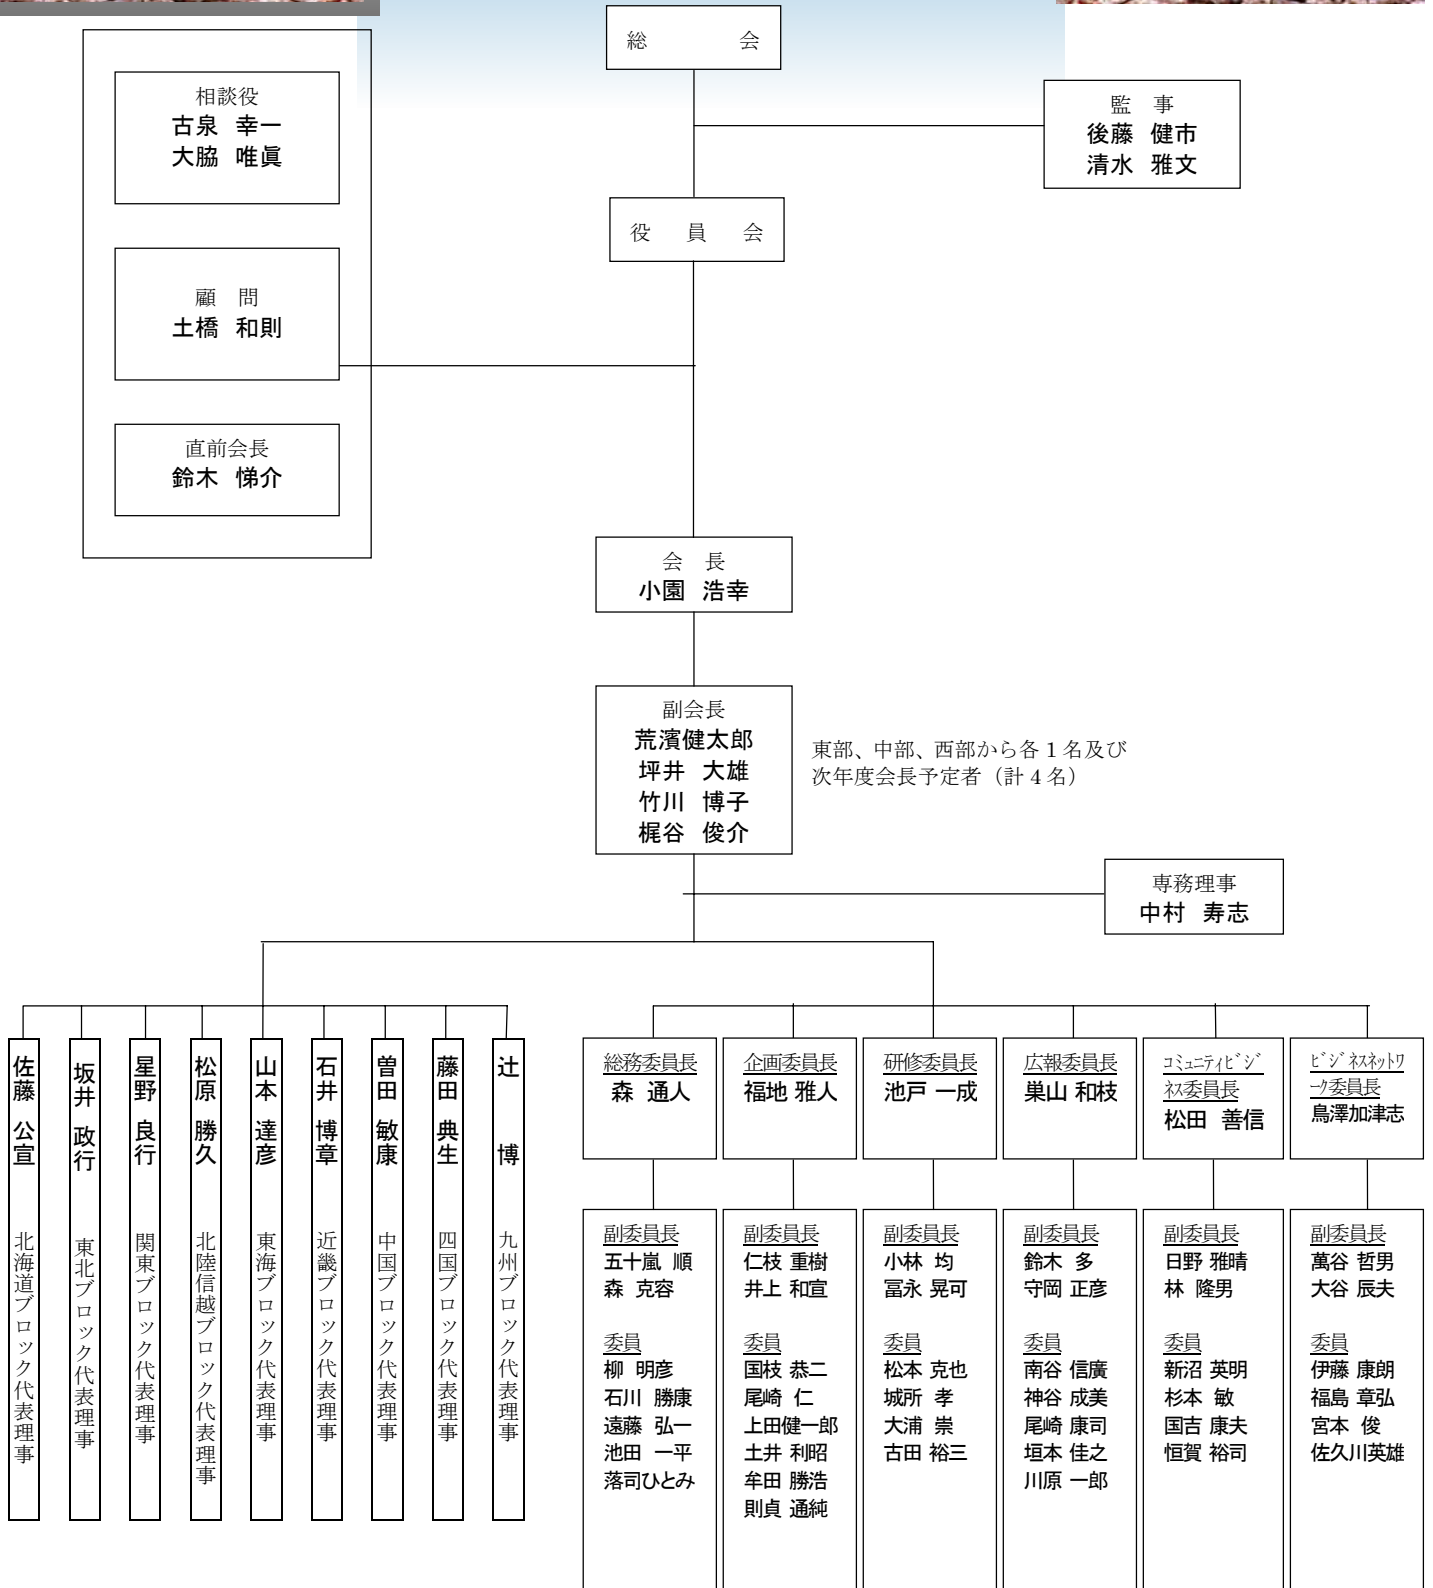 総　会
相談役
古泉 幸一
大脇 唯眞
監 事
後藤 健市
清水 雅文
役 員 会
顧 問
土橋 和則
直前会長
鈴木 悌介
会 長
小園 浩幸
副会長
荒濱健太郎
坪井 大雄
竹川 博子
梶谷 俊介
東部、中部、西部から各 1 名及び
次年度会長予定者（計 4 名）
専務理事
中村 寿志
佐藤 公宣 北海道ブロック代表理事
坂井 政行 東北ブロック代表理事
星野 良行 関東ブロック代表理事
松原 勝久 北陸信越ブロック代表理事
山本 達彦 東海ブロック代表理事
石井 博章 近畿ブロック代表理事
曽田 敏康 中国ブロック代表理事
藤田 典生 四国ブロック代表理事
辻 博 九州ブロック代表理事
総務委員長
森 通人
企画委員長
福地 雅人
研修委員長
池戸 一成
広報委員長
巣山 和枝
ｺﾐｭﾆﾃｨﾋﾞｼﾞ
ﾈｽ委員長
松田 善信
ﾋﾞｼﾞﾈｽﾈｯﾄﾜ
ｰｸ委員長
鳥澤加津志
副委員長
五十嵐 順
森 克容
委員
柳 明彦
石川 勝康
遠藤 弘一
池田 一平
落司ひとみ
副委員長
仁枝 重樹
井上 和宣
委員
国枝 恭二
尾崎 仁
上田健一郎
土井 利昭
牟田 勝浩
則貞 通純
副委員長
小林 均
冨永 晃可
委員
松本 克也
城所 孝
大浦 崇
古田 裕三
副委員長
鈴木 多
守岡 正彦
委員
南谷 信廣
神谷 成美
尾崎 康司
垣本 佳之
川原 一郎
副委員長
日野 雅晴
林 隆男
委員
新沼 英明
杉本 敏
国吉 康夫
恒賀 裕司
副委員長
萬谷 哲男
大谷 辰夫
委員
伊藤 康朗
福島 章弘
宮本 俊
佐久川英雄